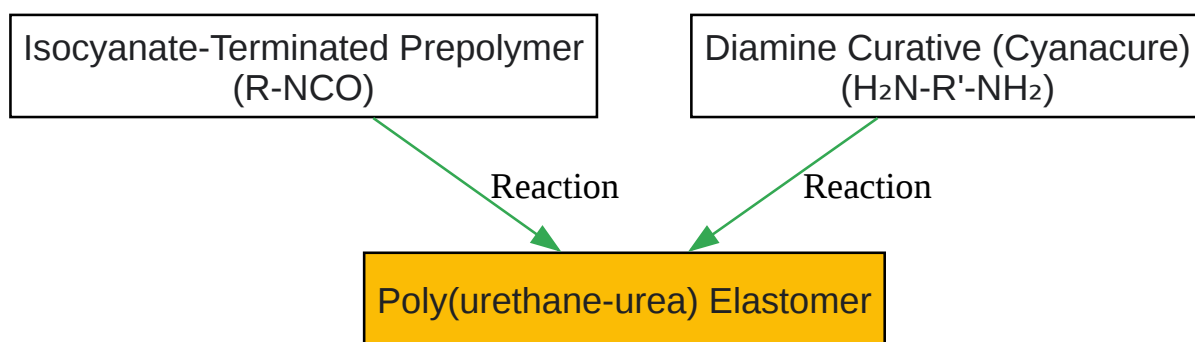 Isocyanate-Terminated Prepolymer
(R-NCO)
Diamine Curative (Cyanacure)
(H₂N-R'-NH₂)
Reaction
Reaction
Poly(urethane-urea) Elastomer